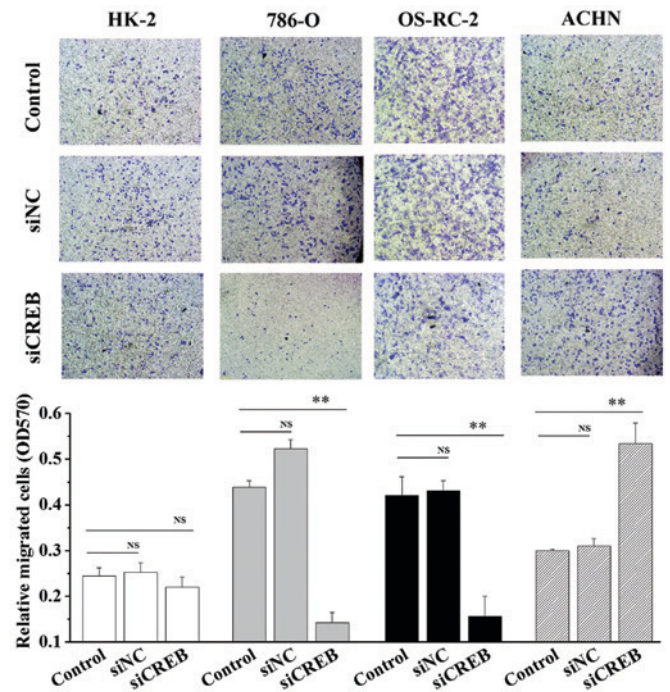 HK-2 786-O OS-RC-2 ACHN
Control
siNC
siCREB
Relative migrated cells (OD570)
0.6
0.5
0.4
0.3
0.2
0.1
NS
NS
**
NS
**
NS
**
NS
Control siNC siCREB Control siNC siCREB Control siNC siCREB Control siNC siCREB